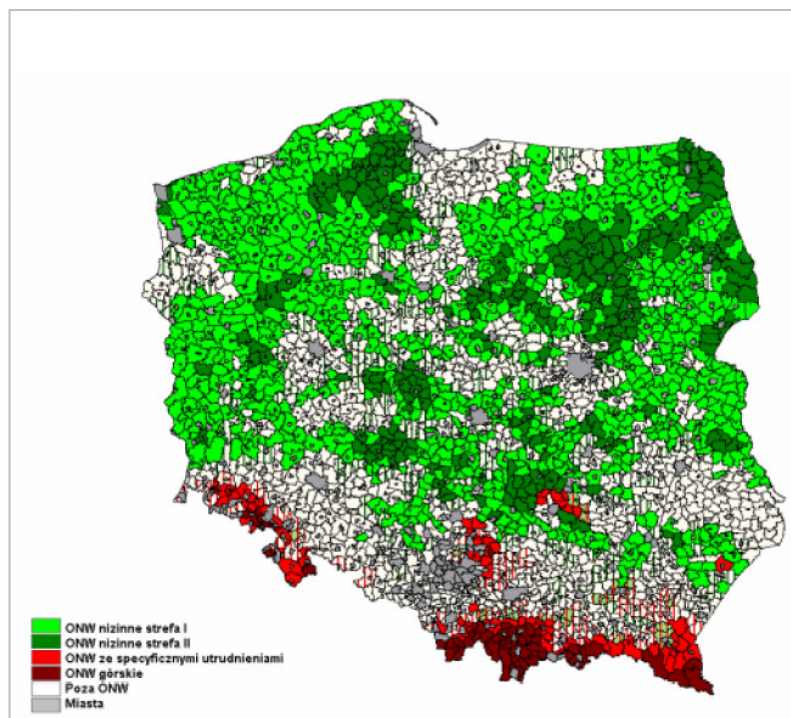 ONW nizinne strefa I
ONW nizinne strefa II
ONW ze specyficznymi utrudnieniami
ONW górskie
Poza ONW
Miasta